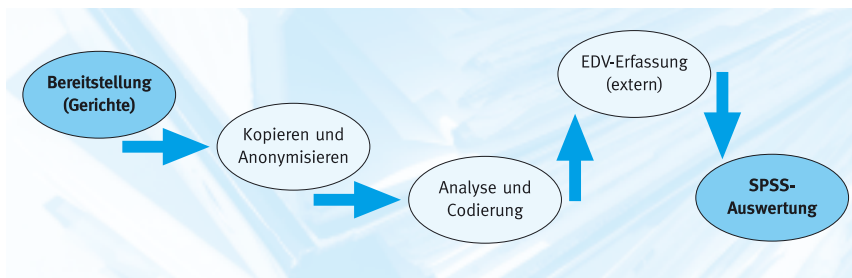 Bereitstellung
(Gerichte)
Kopieren und
Anonymisieren
Analyse und
Codierung
EDV-Erfassung
(extern)
SPSS-
Auswertung